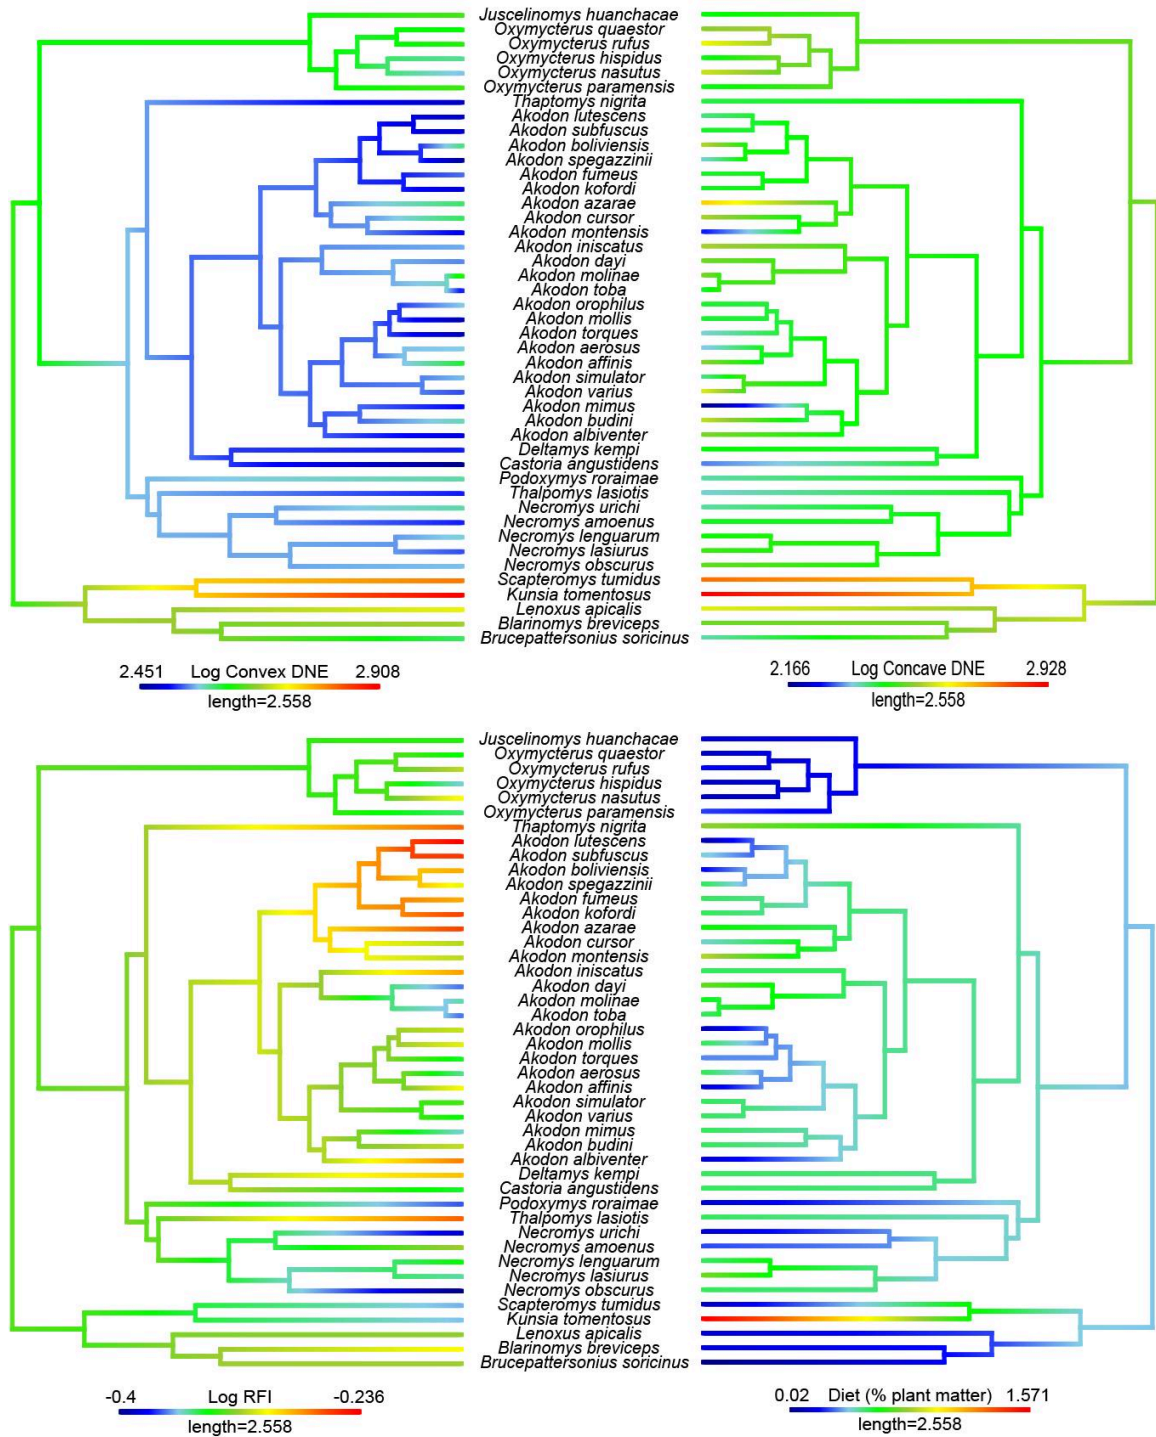 Juscelinomys huanchacae
Oxymycterus quaestor
Oxymycterus rufus
Oxymycterus hispidus
Oxymycterus nasutus
Oxymycterus paramensis
Thaptomys nigrita
Akodon lutescens
Akodon subfuscus
Akodon boliviensis
Akodon spegazzinii
Akodon fumeus
Akodon kofordi
Akodon azarae
Akodon cursor
Akodon montensis
Akodon iniscatus
Akodon dayi
Akodon molinae
Akodon toba
Akodon orophilus
Akodon mollis
Akodon torques
Akodon aerosus
Akodon affinis
Akodon simulator
Akodon varius
Akodon mimus
Akodon budini
Akodon albiventer
Deltamys kempi
Castoria angustidens
Podoxymys roraimae
Thalpomys lasiotis
Necromys urichi
Necromys amoenus
Necromys lenguarum
Necromys lasiurus
Necromys obscurus
Scapteromys tumidus
Kunsia tomentosus
Lenoxus apicalis
Blarinomys breviceps
Brucepattersonius soricinus
2.451 Log Convex DNE 2.908
length=2.558
2.166 Log Concave DNE 2.928
length=2.558
Juscelinomys huanchacae
Oxymycterus quaestor
Oxymycterus rufus
Oxymycterus hispidus
Oxymycterus nasutus
Oxymycterus paramensis
Thaptomys nigrita
Akodon lutescens
Akodon subfuscus
Akodon boliviensis
Akodon spegazzinii
Akodon fumeus
Akodon kofordi
Akodon azarae
Akodon cursor
Akodon montensis
Akodon iniscatus
Akodon dayi
Akodon molinae
Akodon toba
Akodon orophilus
Akodon mollis
Akodon torques
Akodon aerosus
Akodon affinis
Akodon simulator
Akodon varius
Akodon mimus
Akodon budini
Akodon albiventer
Deltamys kempi
Castoria angustidens
Podoxymys roraimae
Thalpomys lasiotis
Necromys urichi
Necromys amoenus
Necromys lenguarum
Necromys lasiurus
Necromys obscurus
Scapteromys tumidus
Kunsia tomentosus
Lenoxus apicalis
Blarinomys breviceps
Brucepattersonius soricinus
-0.4 Log RFI -0.236
length=2.558
0.02 Diet (% plant matter) 1.571
length=2.558